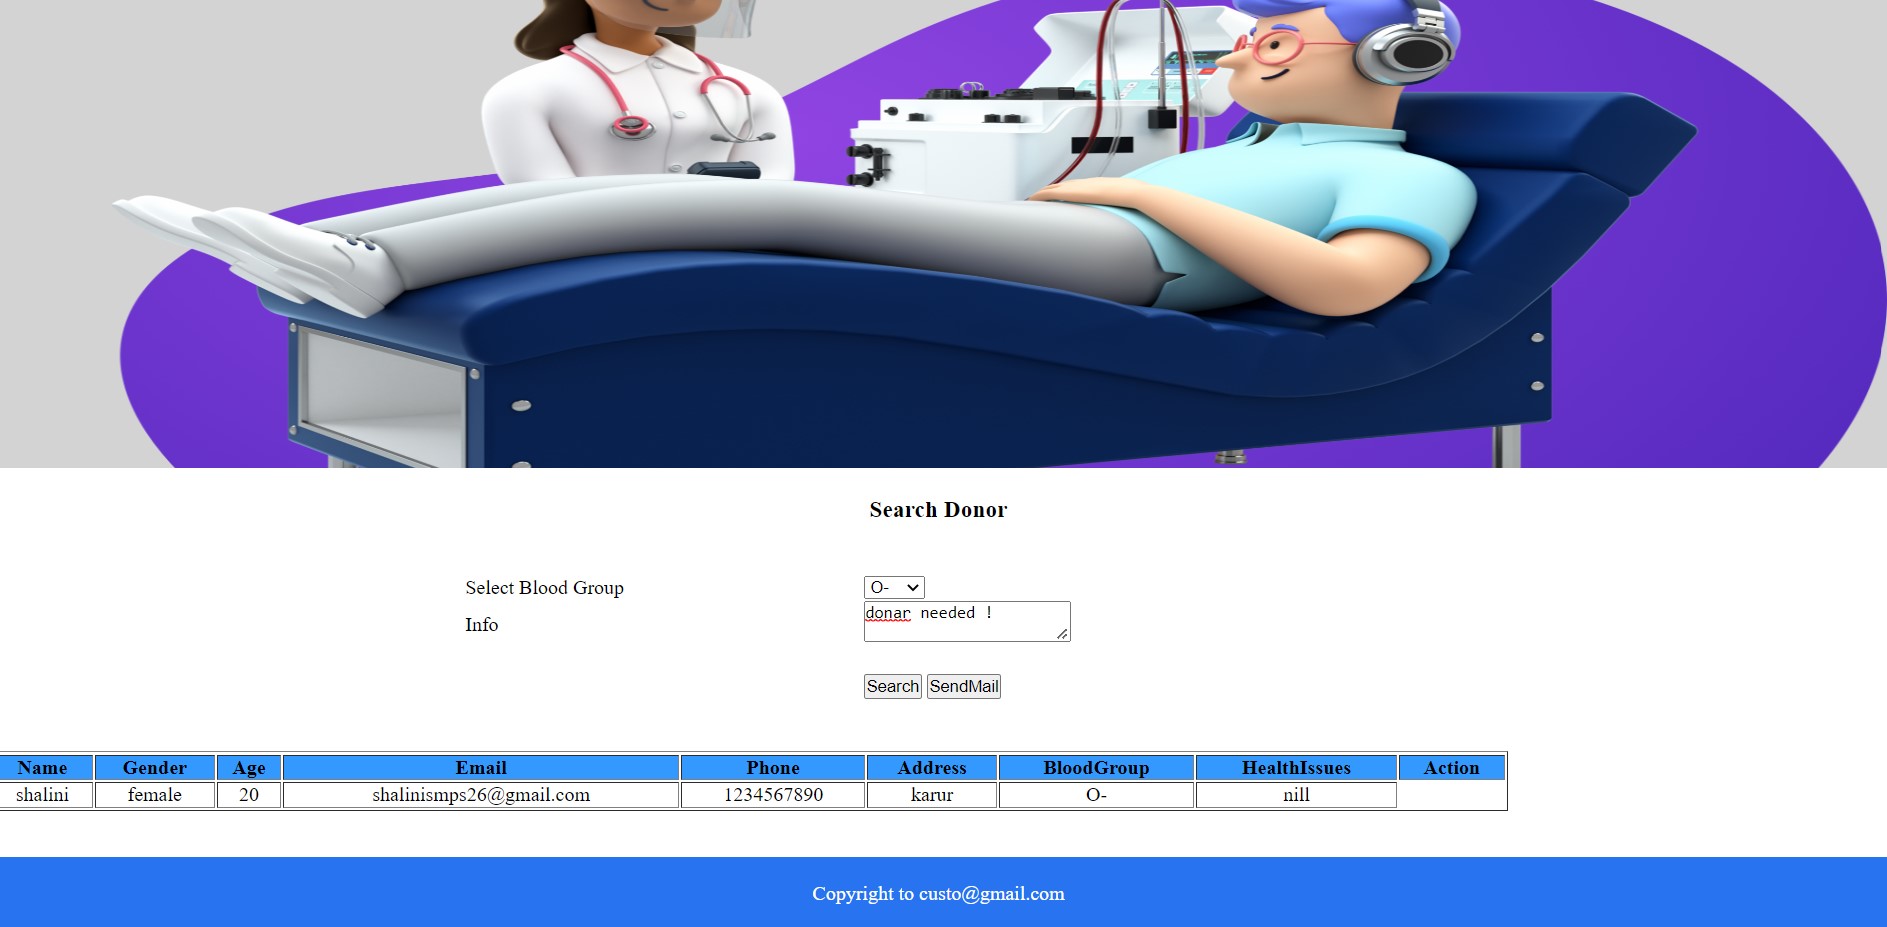 Search Donor
Select Blood Group O-
Info donar needed !
Search SendMail
Name Gender Age Email Phone Address BloodGroup HealthIssues Action
shalini female 20 shalinismps26@gmail.com 1234567890 karur O- nill
Copyright to custo@gmail.com